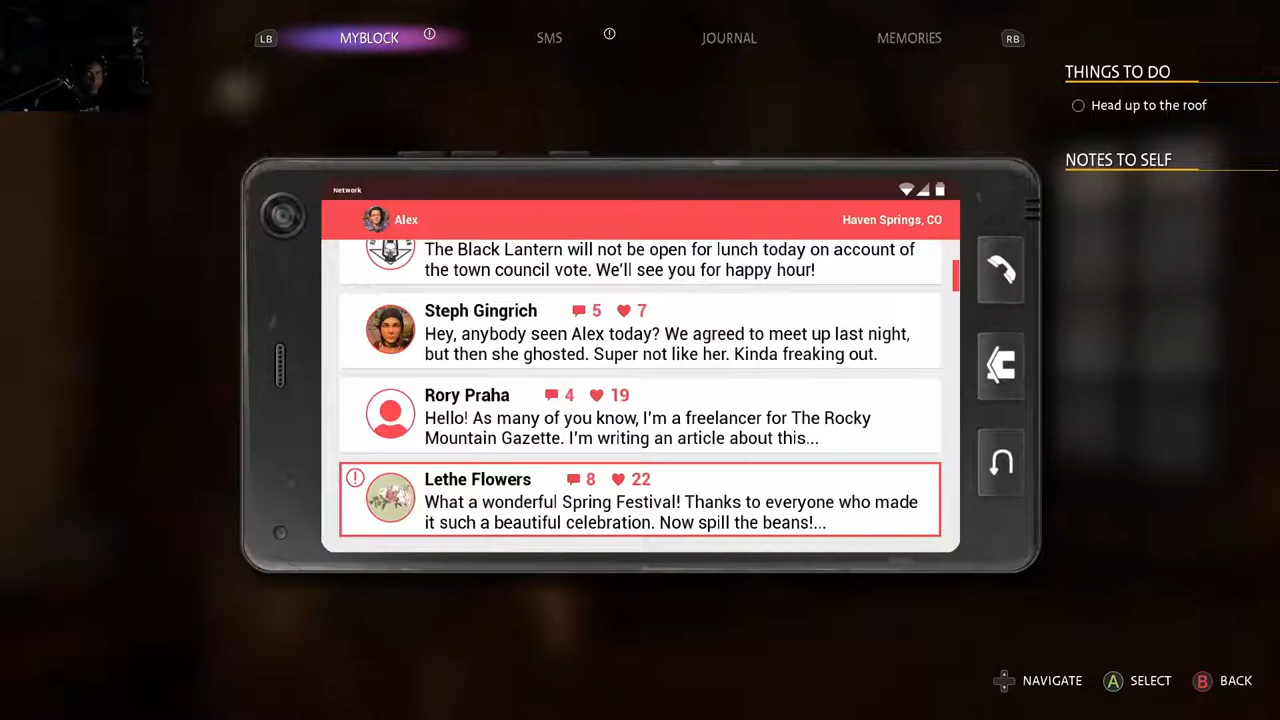 LB
MYBLOCK
SMS
JOURNAL
MEMORIES
RB
THINGS TO DO
Head up to the roof
NOTES TO SELF
Network
Alex
Haven Springs, CO
The Black Lantern will not be open for lunch today on account of
the town council vote. We'll see you for happy hour!
Steph Gingrich 5 7
Hey, anybody seen Alex today? We agreed to meet up last night,
but then she ghosted. Super not like her. Kinda freaking out.
Rory Praha 4 19
Hello! As many of you know, I'm a freelancer for The Rocky
Mountain Gazette. I'm writing an article about this...
Lethe Flowers 8 22
What a wonderful Spring Festival! Thanks to everyone who made
it such a beautiful celebration. Now spill the beans!...
NAVIGATE
A SELECT
B BACK